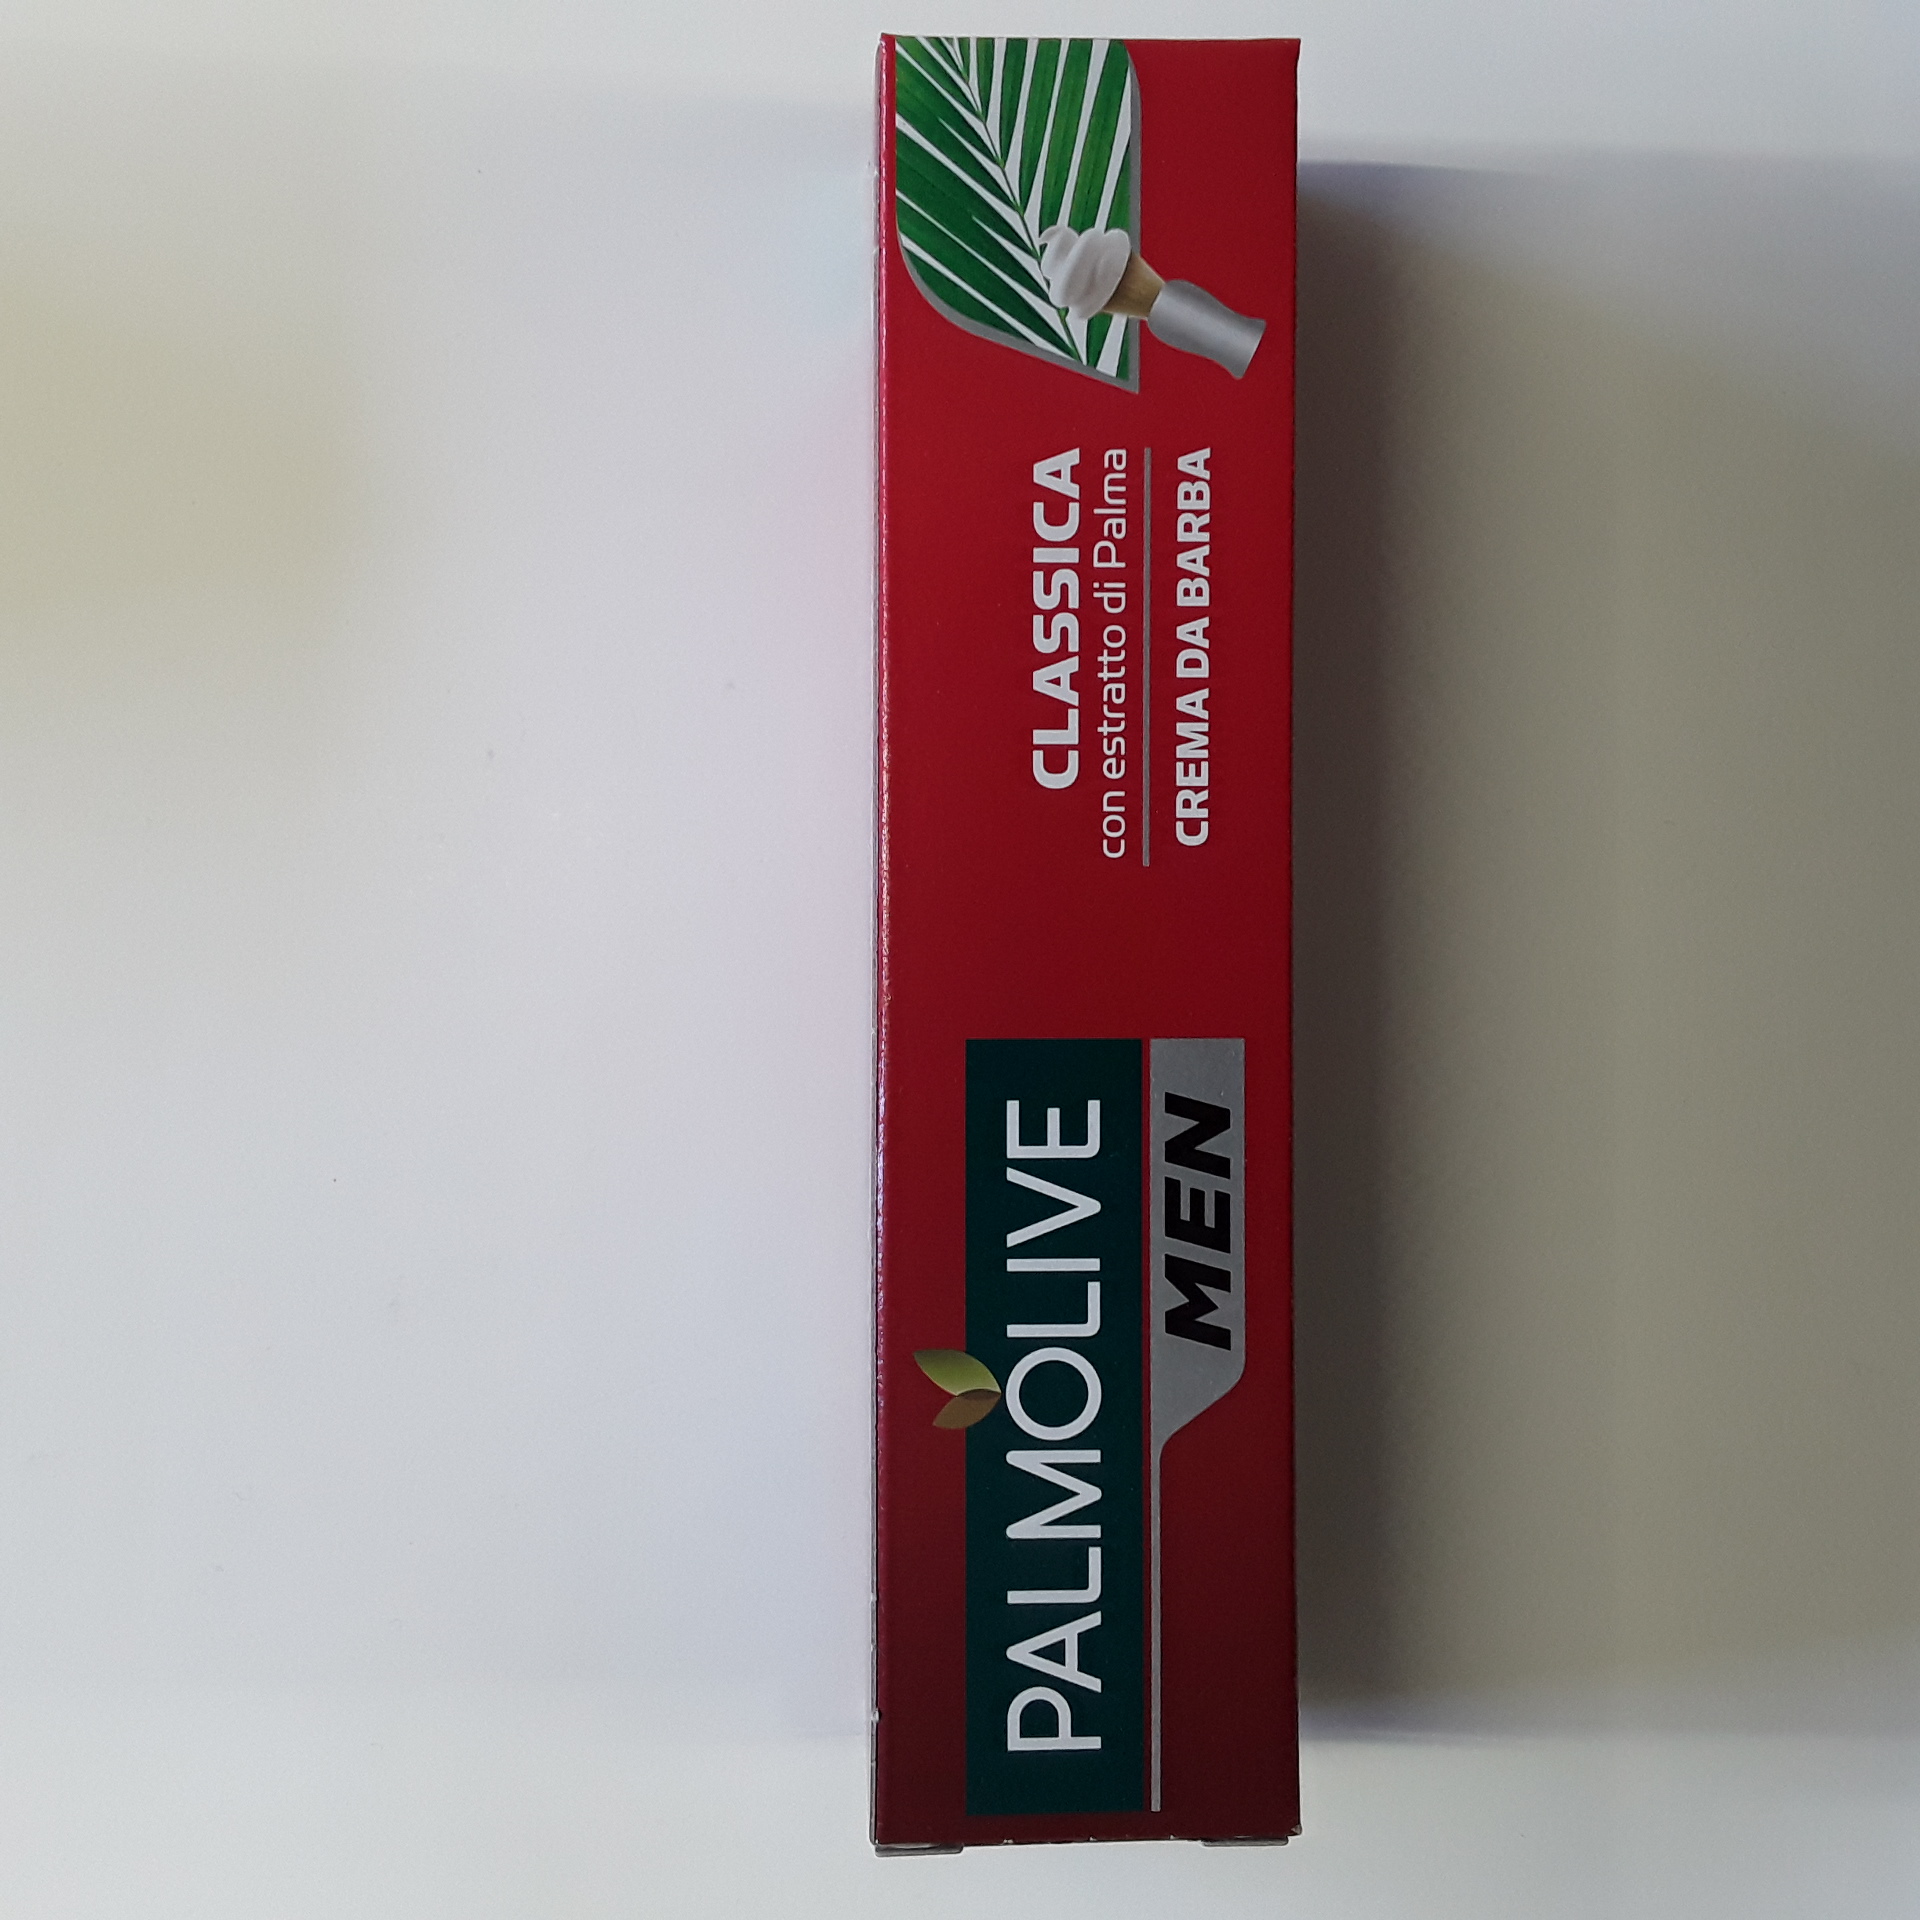 PALMOLIVE
MEN
CLASSICA
con estratto di Palma
CREMA DA BARBA